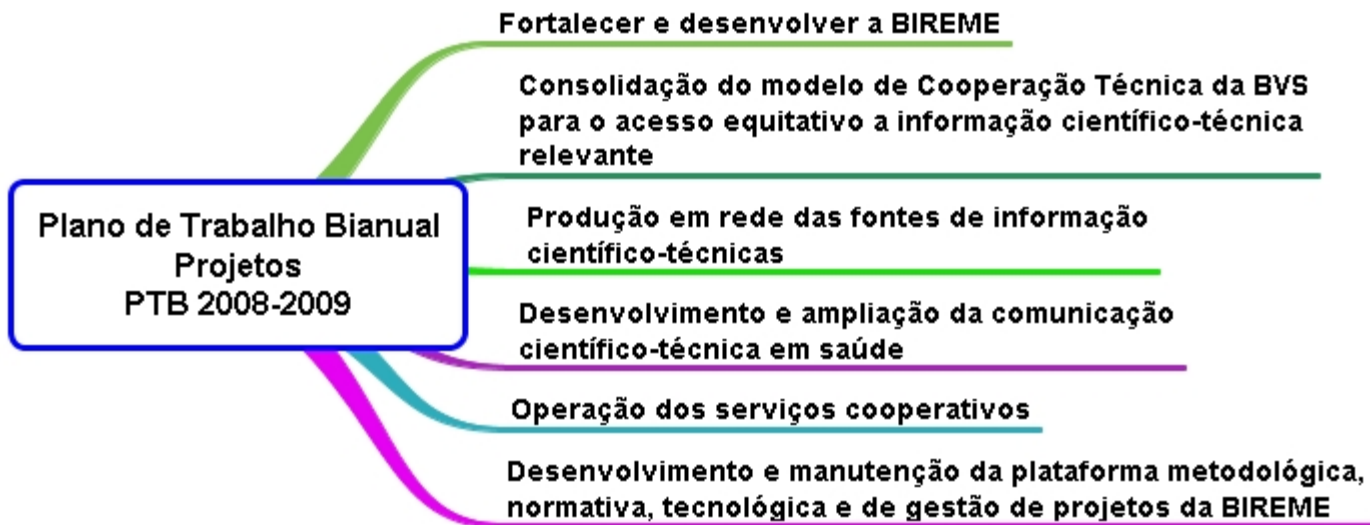 Fortalecer e desenvolver a BIREME
Consolidação do modelo de Cooperação Técnica da BVS
para o acesso equitativo a informação científico-técnica
relevante
Plano de Trabalho Bianual
Projetos
PTB 2008-2009
Produção em rede das fontes de informação
científico-técnicas
Desenvolvimento e ampliação da comunicação
científico-técnica em saúde
Operação dos serviços cooperativos
Desenvolvimento e manutenção da plataforma metodológica,
normativa, tecnológica e de gestão de projetos da BIREME